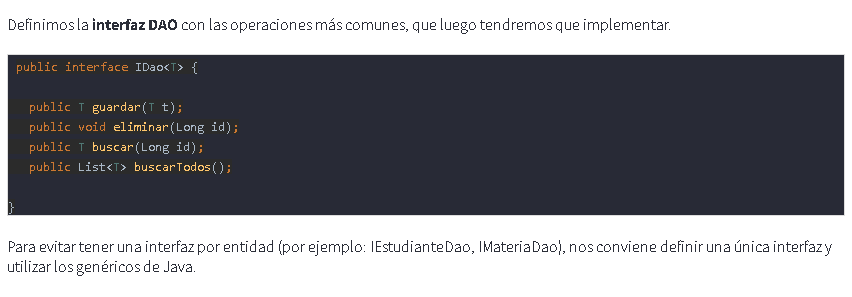 Definimos la interfaz DAO con las operaciones más comunes, que luego tendremos que implementar.
public interface IDao<T> {
public T guardar(T t);
public void eliminar(Long id);
public T buscar(Long id);
public List<T> buscarTodos();
}
Para evitar tener una interfaz por entidad (por ejemplo: IEstudianteDao, IMateriaDao), nos conviene definir una única interfaz y
utilizar los genéricos de Java.